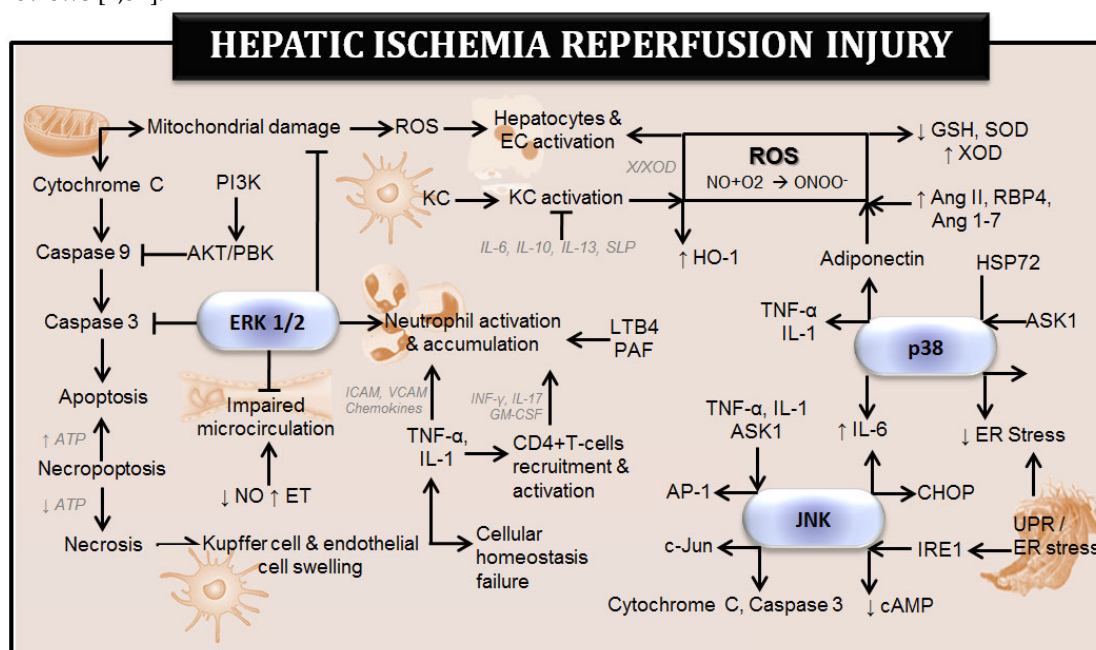 HEPATIC ISCHEMIA REPERFUSION INJURY
Mitochondrial damage
ROS
Hepatocytes &
EC activation
X/XOD
ROS
NO+O2 → ONOO-
↓ GSH, SOD
↑ XOD
Cytochrome C
PI3K
KC
KC activation
↑ Ang II, RBP4,
Ang 1-7
IL-6, IL-10, IL-13, SLP
Caspase 9
AKT/PBK
↑ HO-1
Adiponectin
HSP72
Caspase 3
ERK 1/2
Neutrophil activation
& accumulation
LTB4
PAF
TNF-α
IL-1
ASK1
p38
Apoptosis
Impaired
microcirculation
ICAM, VCAM
Chemokines
INF-γ, IL-17
GM-CSF
TNF-α, IL-1
ASK1
↑ IL-6
↓ ER Stress
↑ ATP
Necropoptosis
↓ ATP
↓ NO ↑ ET
TNF-α,
IL-1
CD4+T-cells
recruitment &
activation
AP-1
JNK
CHOP
Necrosis
Kupffer cell & endothelial
cell swelling
Cellular
homeostasis
failure
c-Jun
IRE1
UPR /
ER stress
Cytochrome C, Caspase 3
↓ cAMP